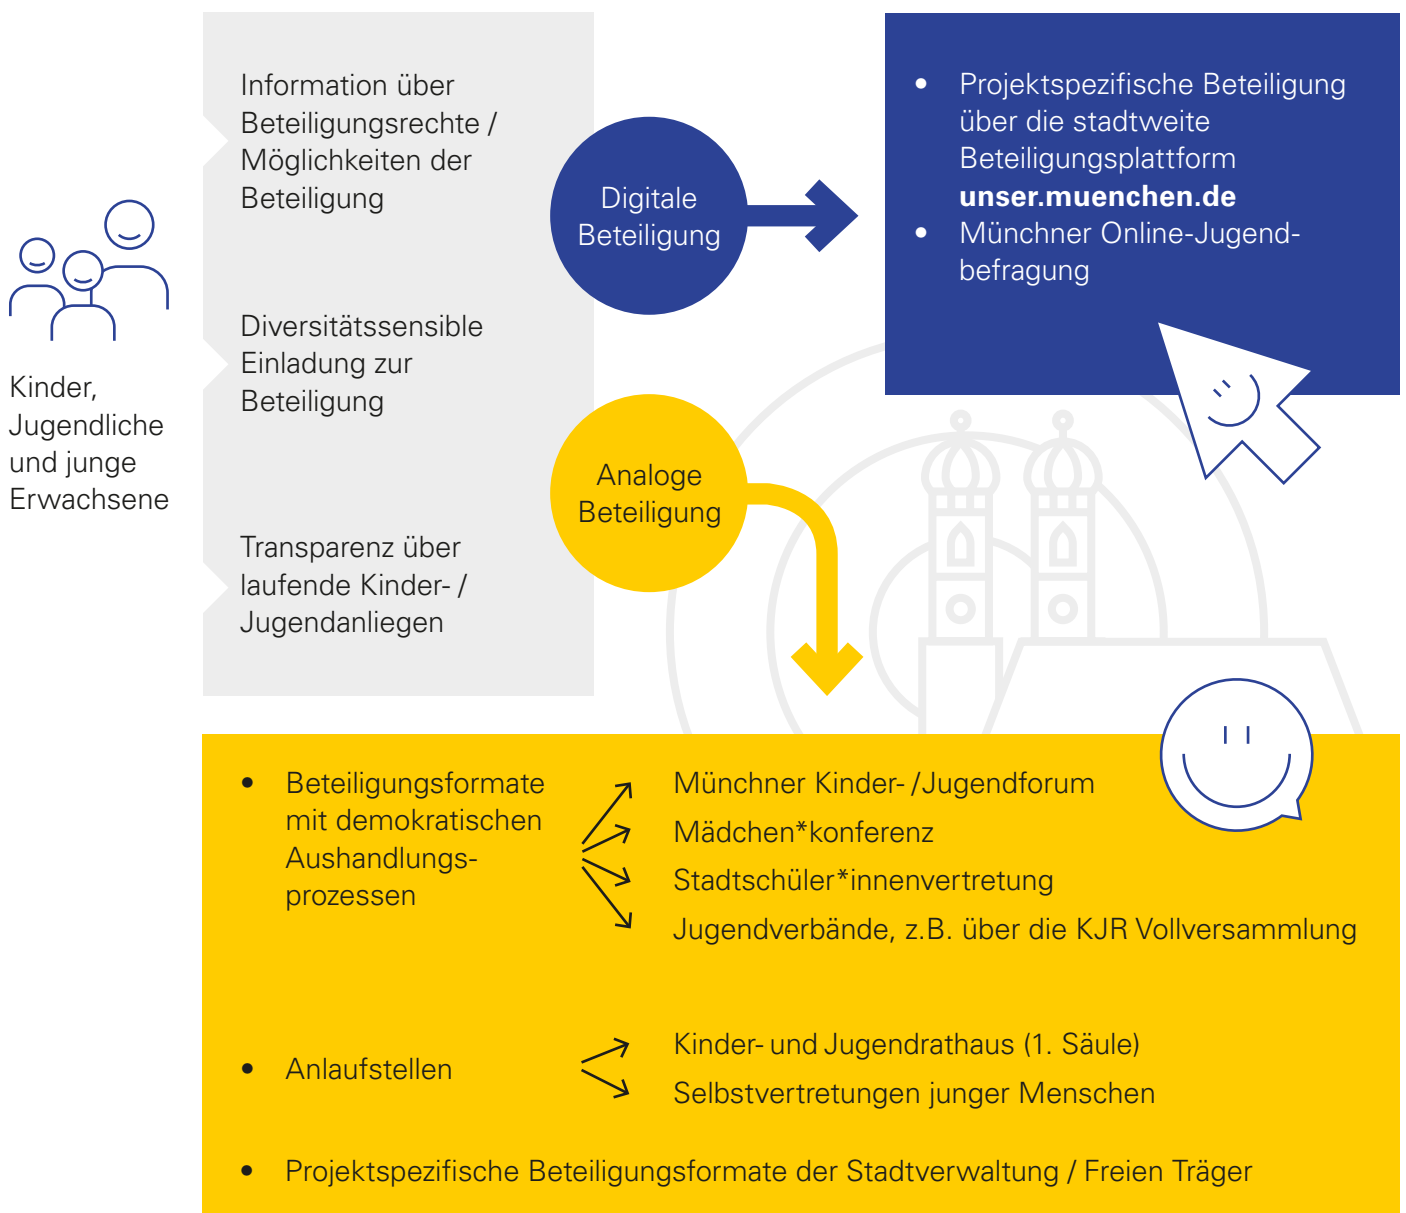 Kinder,
Jugendliche
und junge
Erwachsene
Information über
Beteiligungsrechte /
Möglichkeiten der
Beteiligung
Diversitätssensible
Einladung zur
Beteiligung
Transparenz über
laufende Kinder- /
Jugendanliegen
Digitale
Beteiligung
• Projektspezifische Beteiligung
über die stadtweite
Beteiligungsplattform
unser.muenchen.de
• Münchner Online-Jugend-
befragung
Analoge
Beteiligung
• Beteiligungsformate
mit demokratischen
Aushandlungs-
prozessen
Münchner Kinder- /Jugendforum
Mädchen*konferenz
Stadtschüler*innenvertretung
Jugendverbände, z.B. über die KJR Vollversammlung
• Anlaufstellen
Kinder- und Jugendrathaus (1. Säule)
Selbstvertretungen junger Menschen
• Projektspezifische Beteiligungsformate der Stadtverwaltung / Freien Träger